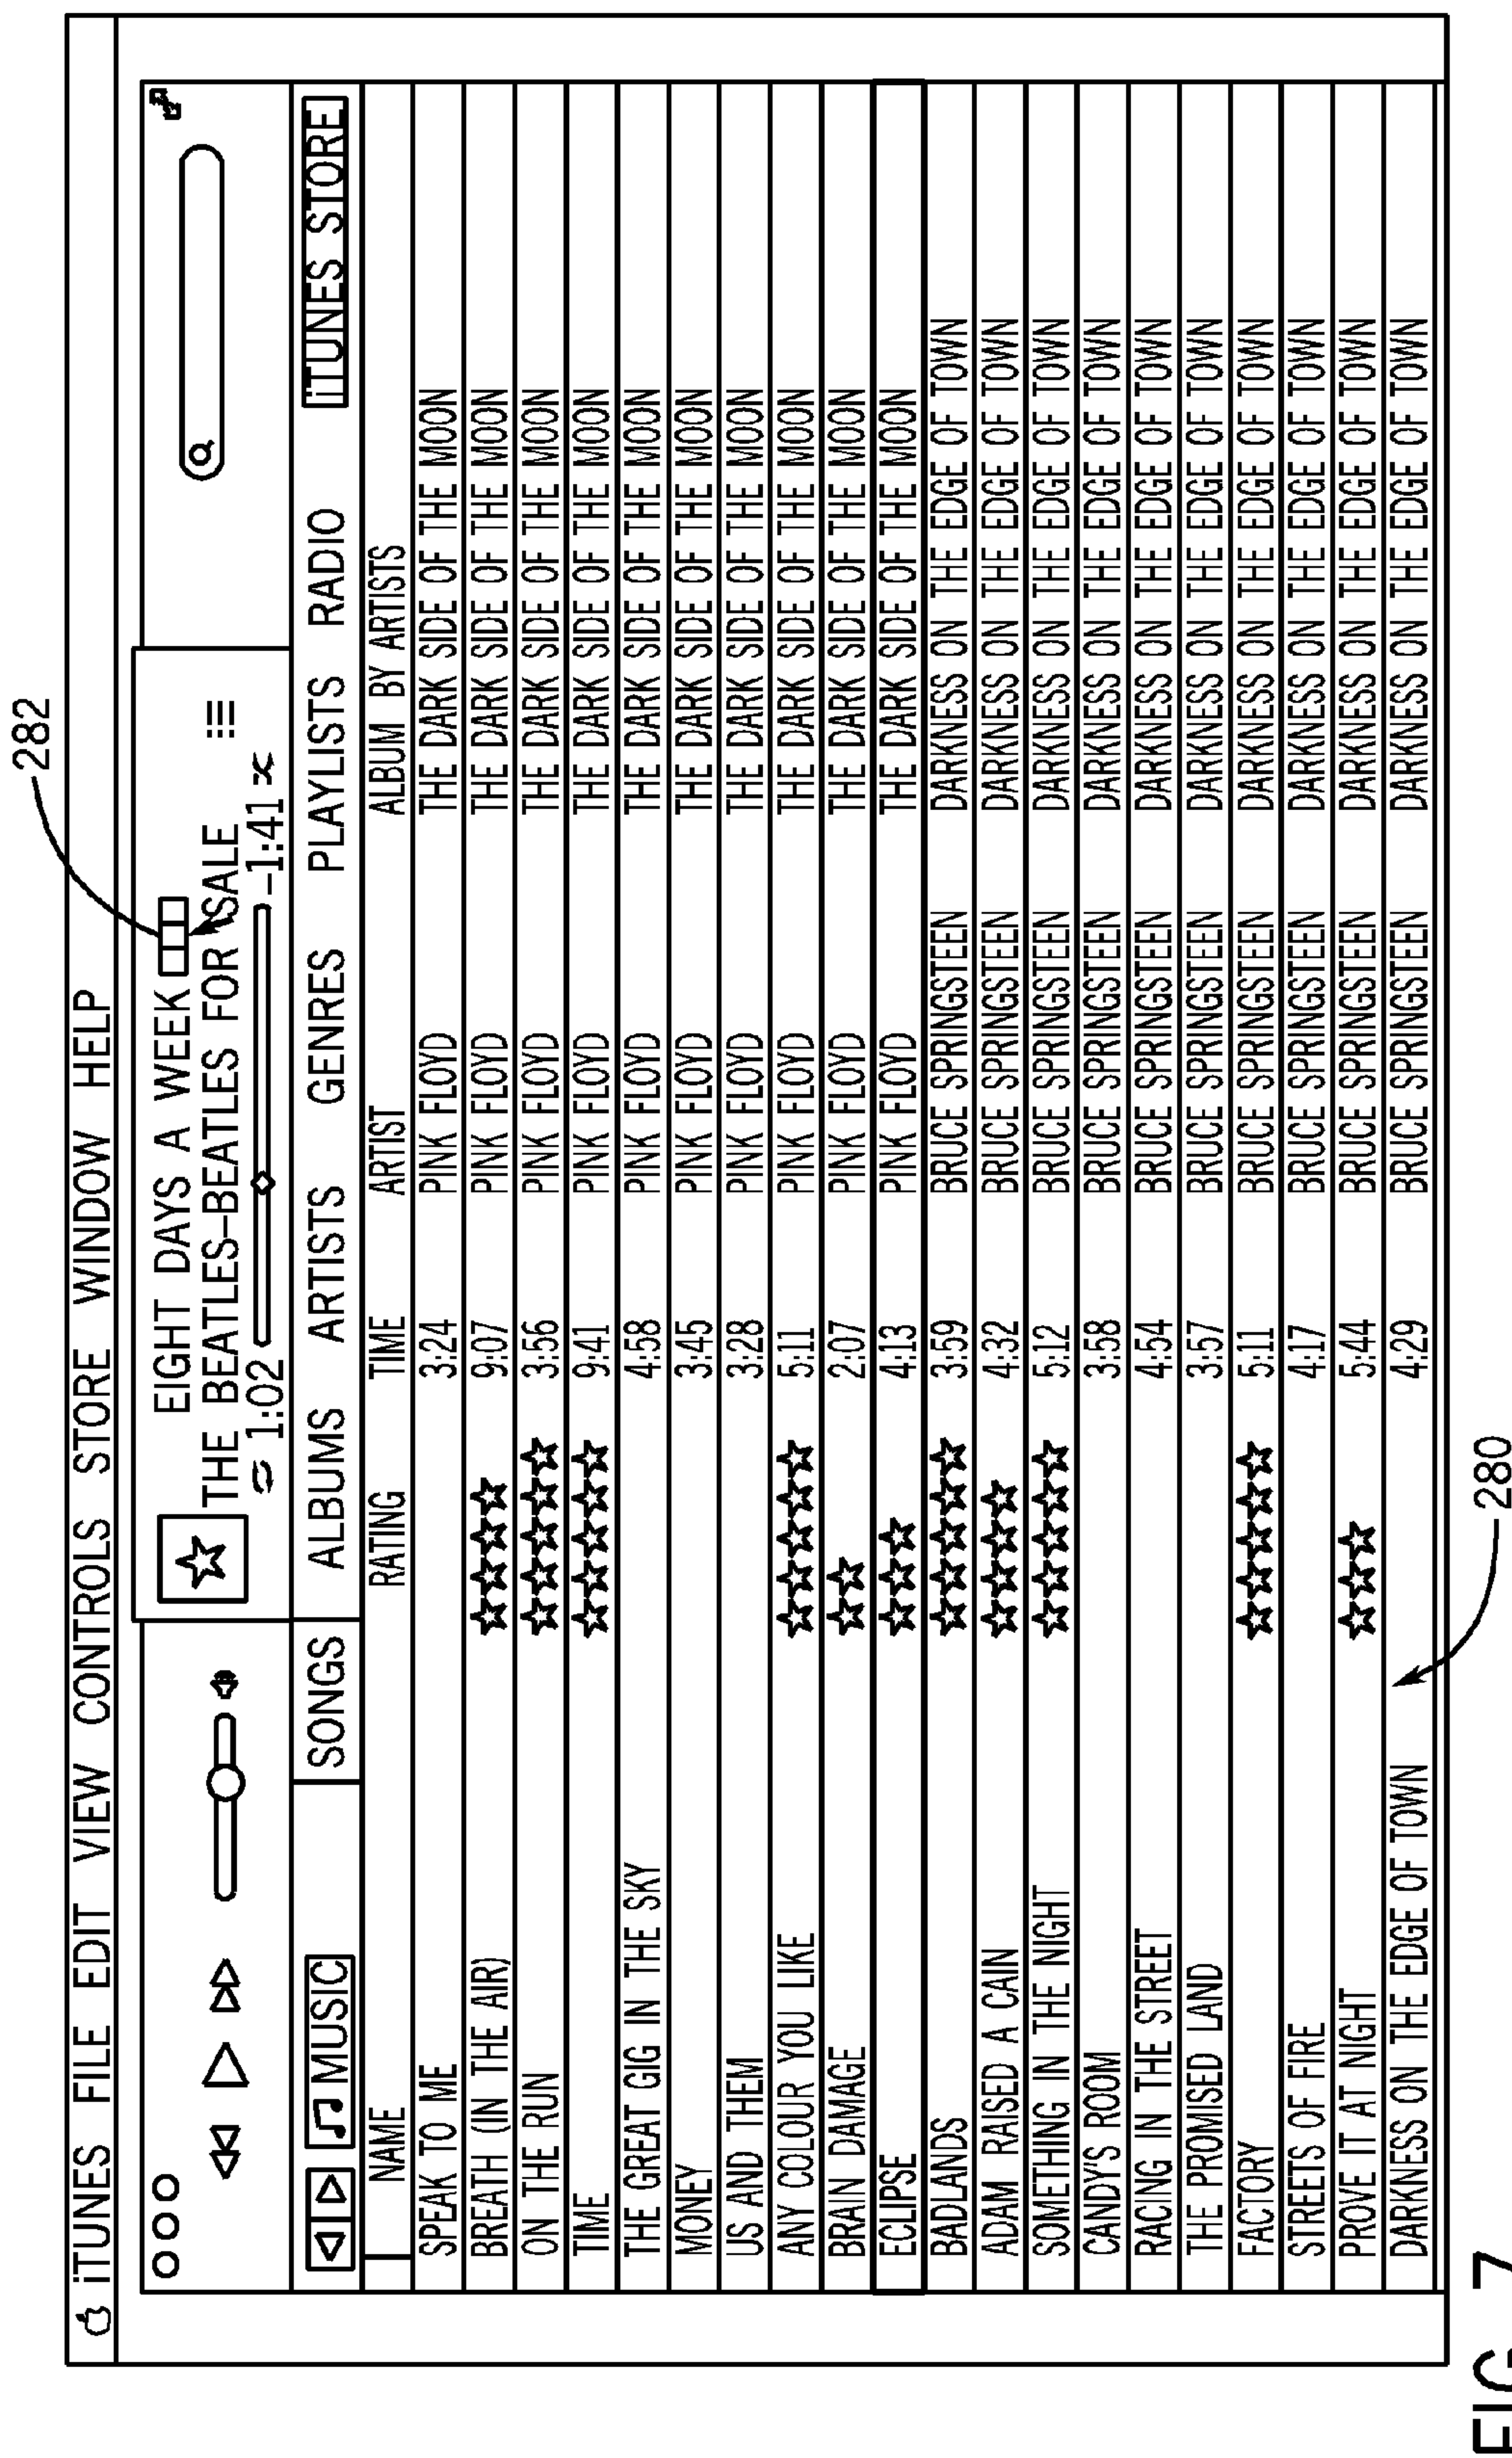 282
iTUNES FILE EDIT VIEW CONTROLS STORE WINDOW HELP
EIGHT DAYS A WEEK
THE BEATLES–BEATLES FOR SALE
1:02 –1:41
MUSIC SONGS ALBUMS ARTISTS GENRES PLAYLISTS RADIO iTUNES STORE
NAME RATING TIME ARTIST ALBUM BY ARTISTS
SPEAK TO ME 3:24 PINK FLOYD THE DARK SIDE OF THE MOON
BREATH (IN THE AIR) 9:07 PINK FLOYD THE DARK SIDE OF THE MOON
ON THE RUN 3:56 PINK FLOYD THE DARK SIDE OF THE MOON
TIME 9:41 PINK FLOYD THE DARK SIDE OF THE MOON
THE GREAT GIG IN THE SKY 4:58 PINK FLOYD THE DARK SIDE OF THE MOON
MONEY 3:45 PINK FLOYD THE DARK SIDE OF THE MOON
US AND THEM 3:28 PINK FLOYD THE DARK SIDE OF THE MOON
ANY COLOUR YOU LIKE 5:11 PINK FLOYD THE DARK SIDE OF THE MOON
BRAIN DAMAGE 2:07 PINK FLOYD THE DARK SIDE OF THE MOON
ECLIPSE 4:13 PINK FLOYD THE DARK SIDE OF THE MOON
BADLANDS 3:59 BRUCE SPRINGSTEEN DARKNESS ON THE EDGE OF TOWN
ADAM RAISED A CAIN 4:32 BRUCE SPRINGSTEEN DARKNESS ON THE EDGE OF TOWN
SOMETHING IN THE NIGHT 5:12 BRUCE SPRINGSTEEN DARKNESS ON THE EDGE OF TOWN
CANDY'S ROOM 3:58 BRUCE SPRINGSTEEN DARKNESS ON THE EDGE OF TOWN
RACING IN THE STREET 4:54 BRUCE SPRINGSTEEN DARKNESS ON THE EDGE OF TOWN
THE PROMISED LAND 3:57 BRUCE SPRINGSTEEN DARKNESS ON THE EDGE OF TOWN
FACTORY 5:11 BRUCE SPRINGSTEEN DARKNESS ON THE EDGE OF TOWN
STREETS OF FIRE 4:17 BRUCE SPRINGSTEEN DARKNESS ON THE EDGE OF TOWN
PROVE IT AT NIGHT 5:44 BRUCE SPRINGSTEEN DARKNESS ON THE EDGE OF TOWN
DARKNESS ON THE EDGE OF TOWN 4:29 BRUCE SPRINGSTEEN DARKNESS ON THE EDGE OF TOWN
280
FIG. 7